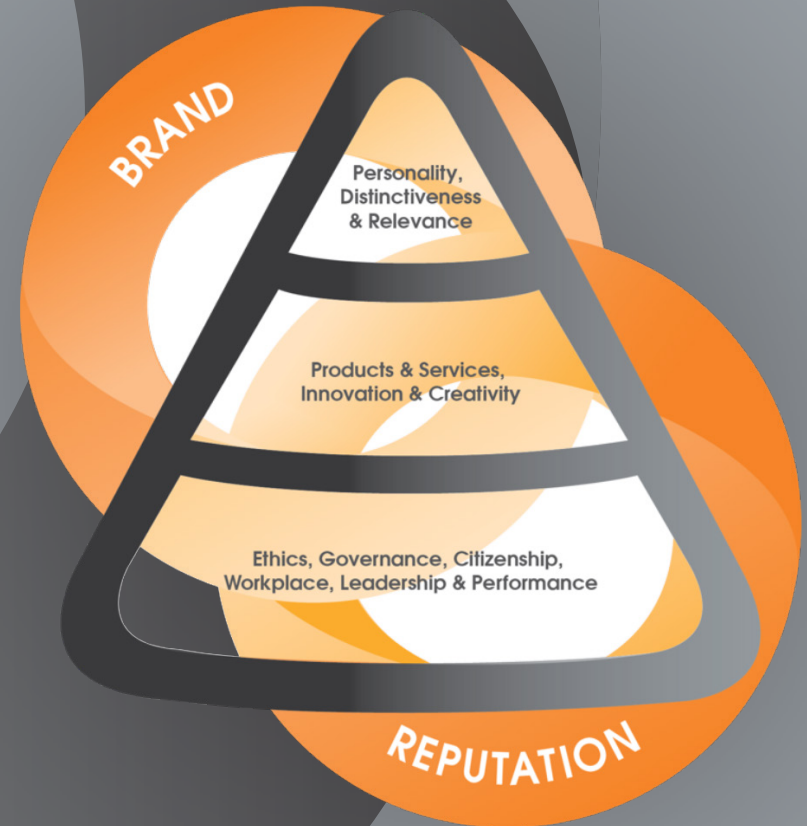 BRAND
Personality,
Distinctiveness
& Relevance
Products & Services,
Innovation & Creativity
Ethics, Governance, Citizenship,
Workplace, Leadership & Performance
REPUTATION